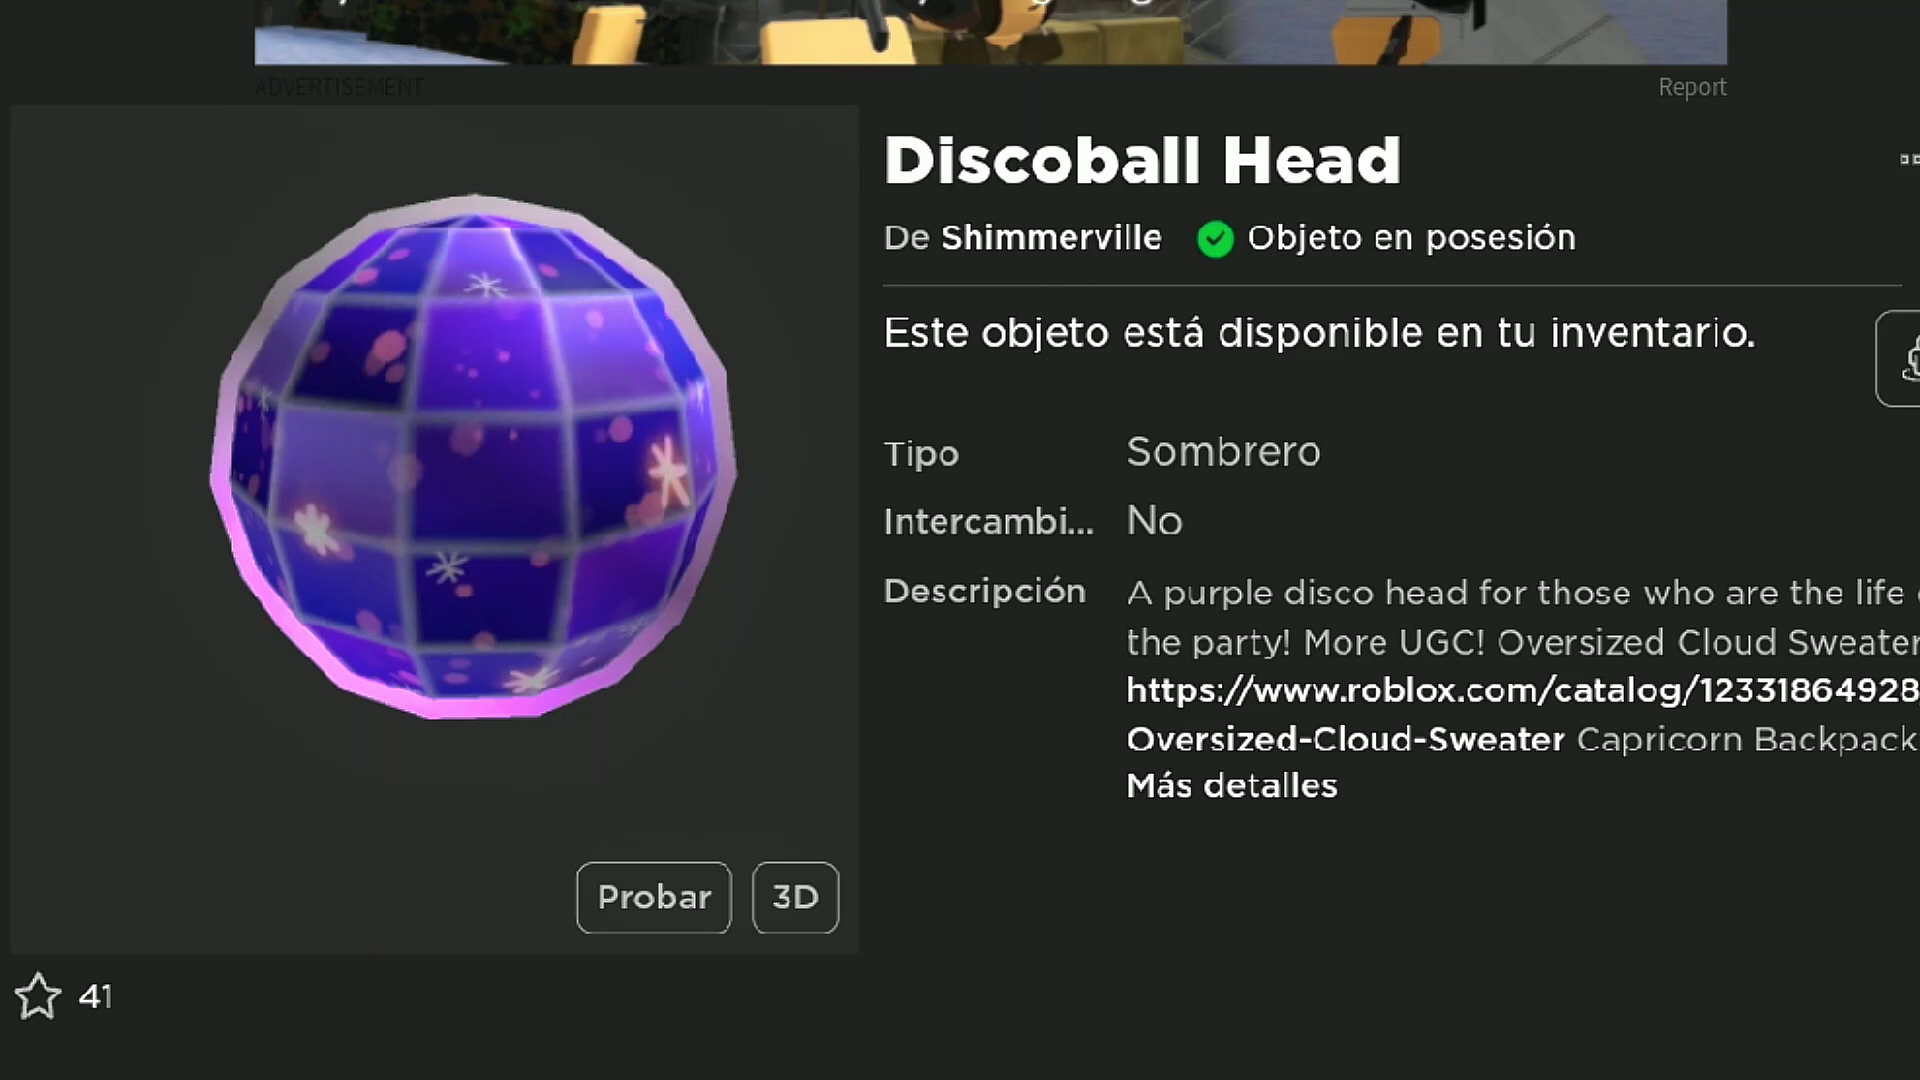 ADVERTISEMENT
Report
Discoball Head
De Shimmerville Objeto en posesión
Este objeto está disponible en tu inventario.
Tipo Sombrero
Intercambi... No
Descripción A purple disco head for those who are the life
the party! More UGC! Oversized Cloud Sweater
https://www.roblox.com/catalog/12331864928
Oversized-Cloud-Sweater Capricorn Backpack
Más detalles
Probar 3D
41